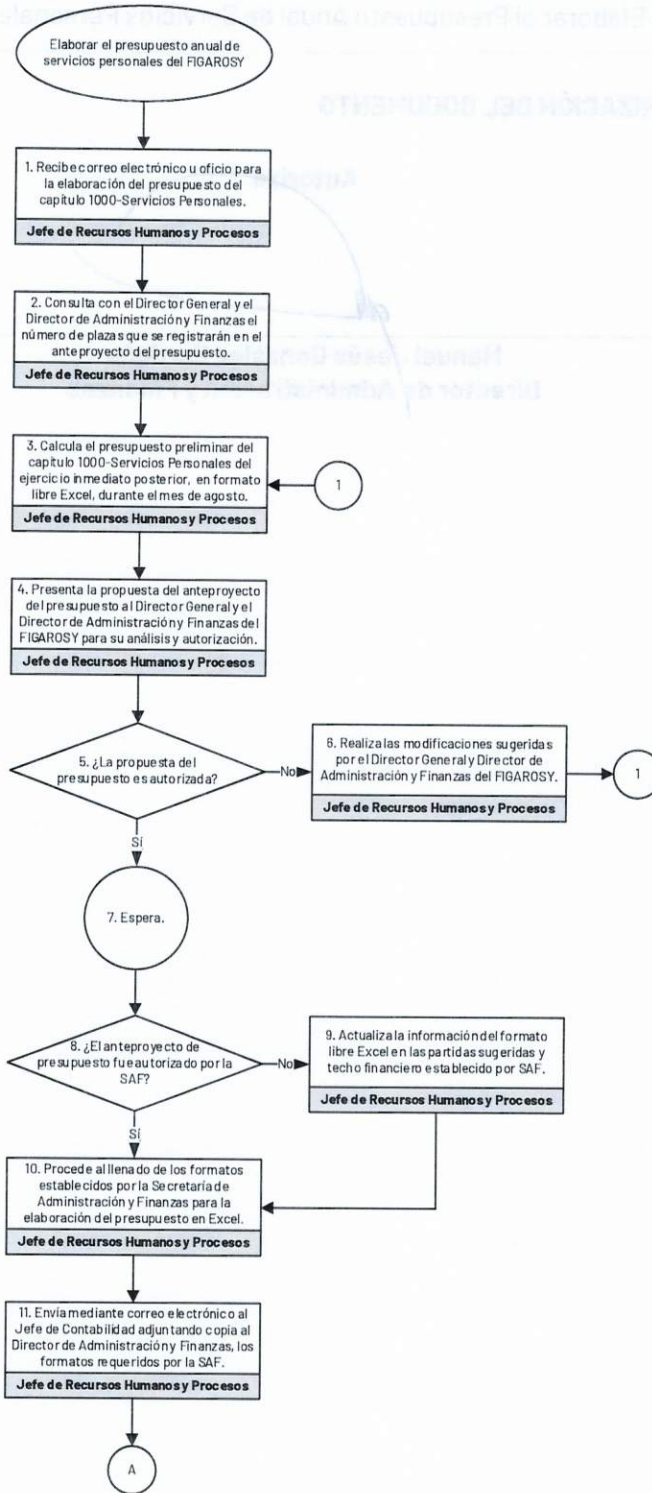 Elaborar el presupuesto anual de
servicios personales del FIGAROSY
1. Recibe correo electrónico u oficio para
la elaboración del presupuesto del
capítulo 1000-Servicios Personales.
Jefe de Recursos Humanos y Procesos
2. Consulta con el Director General y el
Director de Administración y Finanzas el
número de plazas que se registrarán en el
anteproyecto del presupuesto.
Jefe de Recursos Humanos y Procesos
3. Calcula el presupuesto preliminar del
capítulo 1000-Servicios Personales del
ejercicio inmediato posterior, en formato
libre Excel, durante el mes de agosto.
Jefe de Recursos Humanos y Procesos
1
4. Presenta la propuesta del anteproyecto
del presupuesto al Director General y el
Director de Administración y Finanzas del
FIGAROSY para su análisis y autorización.
Jefe de Recursos Humanos y Procesos
5. ¿La propuesta del
presupuesto es autorizada?
No
6. Realiza las modificaciones sugeridas
por el Director General y Director de
Administración y Finanzas del FIGAROSY.
Jefe de Recursos Humanos y Procesos
1
Sí
7. Espera.
8. ¿El anteproyecto de
presupuesto fue autorizado por la
SAF?
No
9. Actualiza la información del formato
libre Excel en las partidas sugeridas y
techo financiero establecido por SAF.
Jefe de Recursos Humanos y Procesos
Sí
10. Procede al llenado de los formatos
establecidos por la Secretaría de
Administración y Finanzas para la
elaboración del presupuesto en Excel.
Jefe de Recursos Humanos y Procesos
11. Envía mediante correo electrónico al
Jefe de Contabilidad adjuntando copia al
Director de Administración y Finanzas, los
formatos requeridos por la SAF.
Jefe de Recursos Humanos y Procesos
A